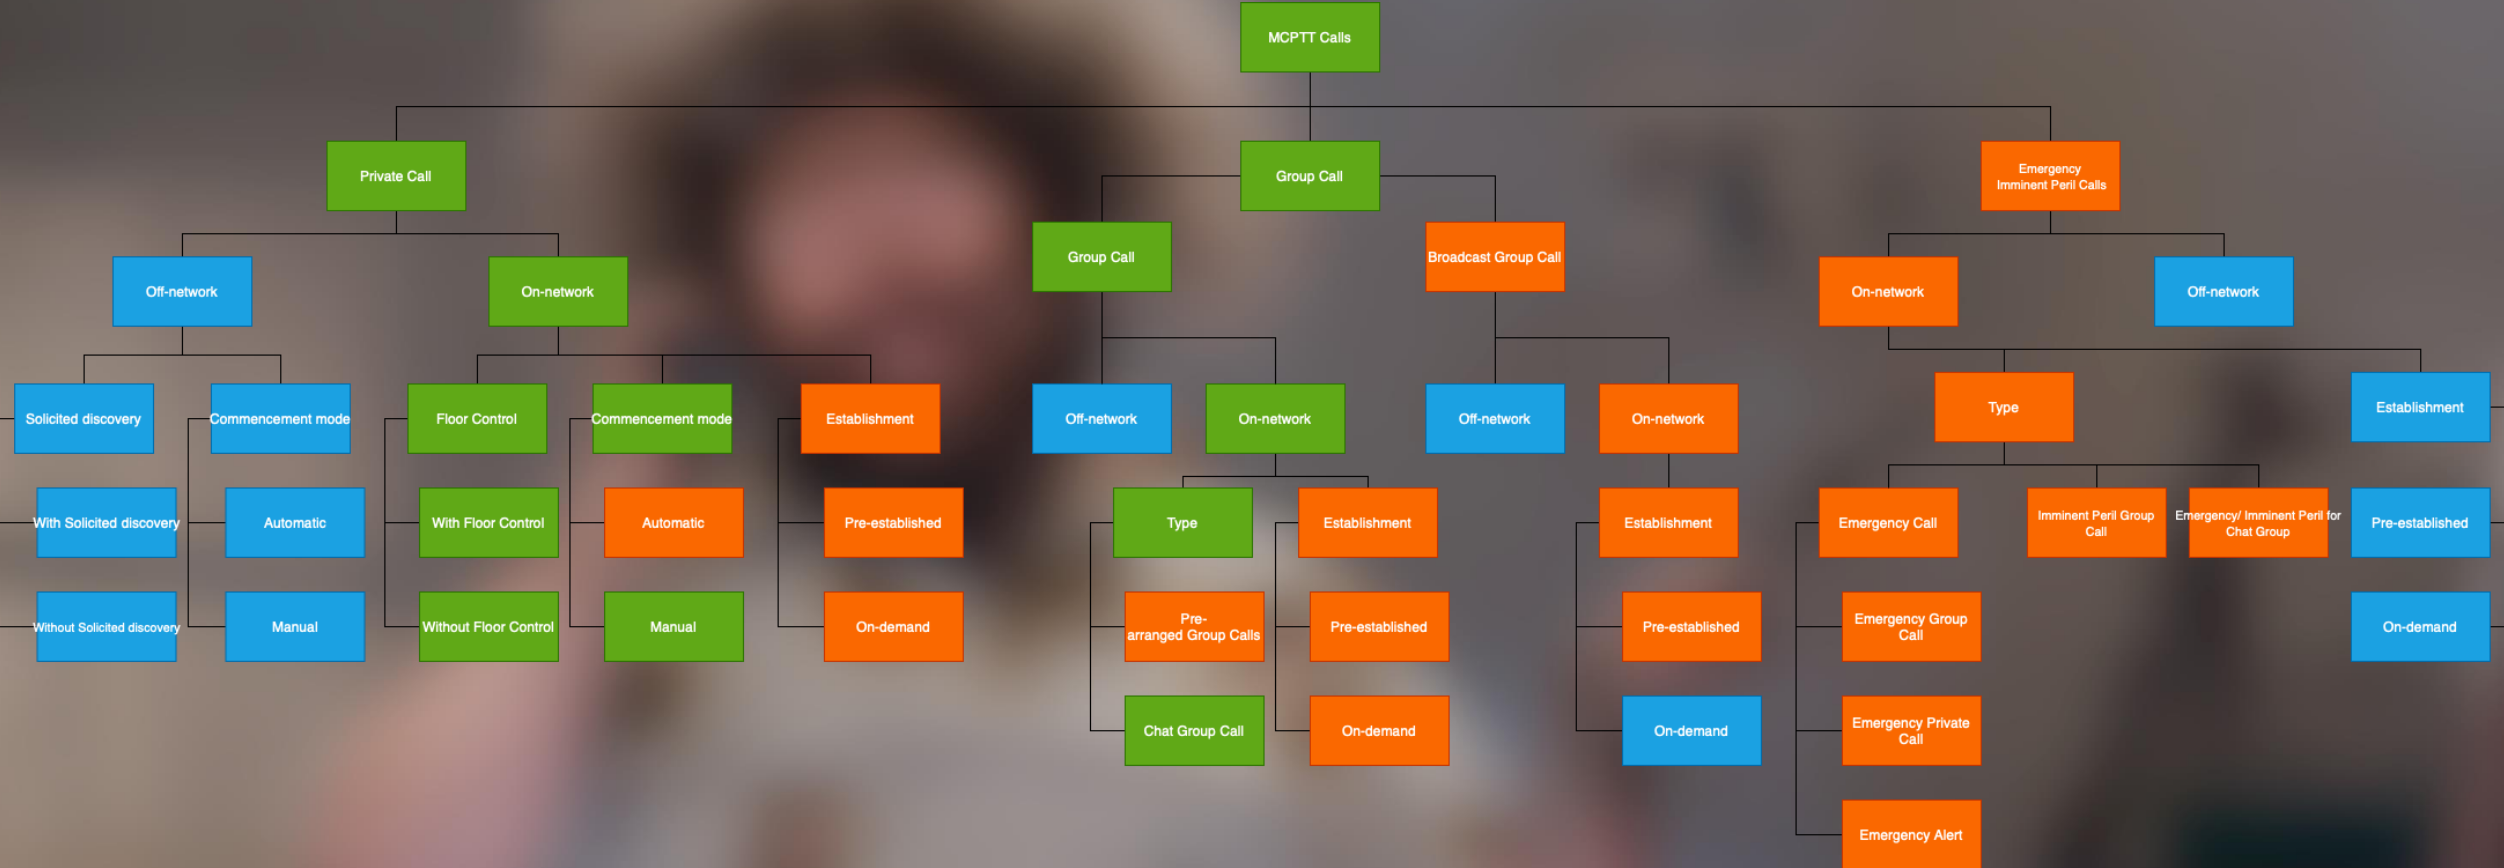 MCPTT Calls
Private Call
Group Call
Emergency
Imminent Peril Calls
Group Call
Broadcast Group Call
Off-network
On-network
On-network
Off-network
Solicited discovery
Commencement mode
Floor Control
Commencement mode
Establishment
Off-network
On-network
Off-network
On-network
Type
Establishment
With Solicited discovery
Automatic
With Floor Control
Automatic
Pre-established
Type
Establishment
Establishment
Emergency Call
Imminent Peril Group
Call
Emergency/ Imminent Peril for
Chat Group
Pre-established
Without Solicited discovery
Manual
Without Floor Control
Manual
On-demand
Pre-
arranged Group Calls
Pre-established
Pre-established
Emergency Group
Call
On-demand
Chat Group Call
On-demand
On-demand
Emergency Private
Call
Emergency Alert